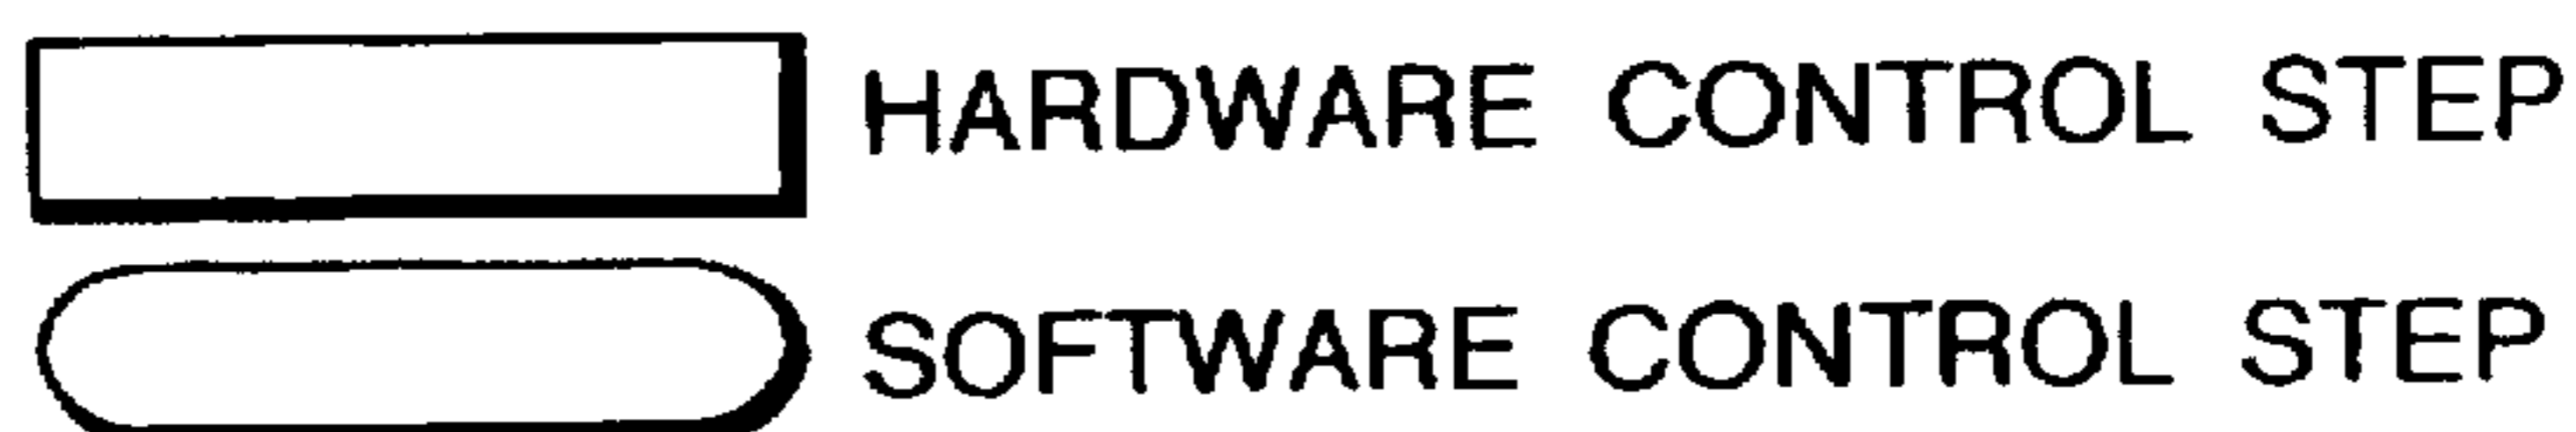 HARDWARE CONTROL STEP
SOFTWARE CONTROL STEP